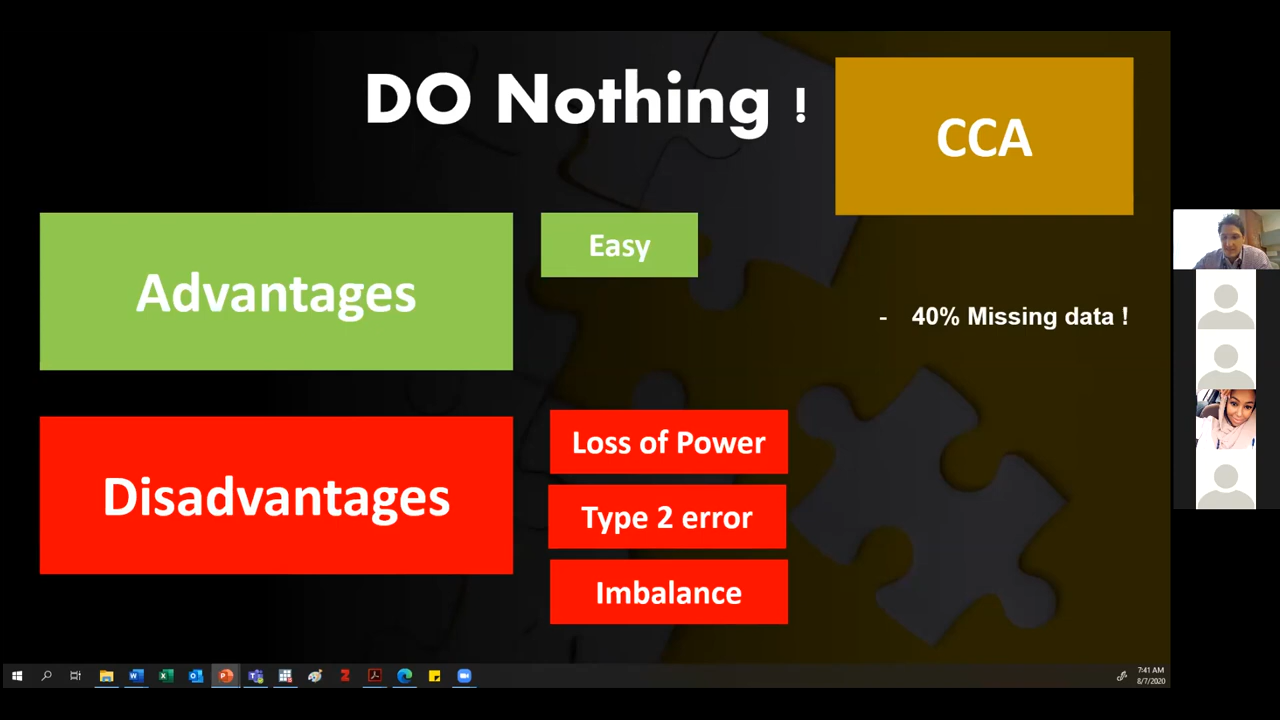 DO Nothing !
CCA
Advantages
Easy
- 40% Missing data !
Disadvantages
Loss of Power
Type 2 error
Imbalance
7:41 AM
8/7/2020